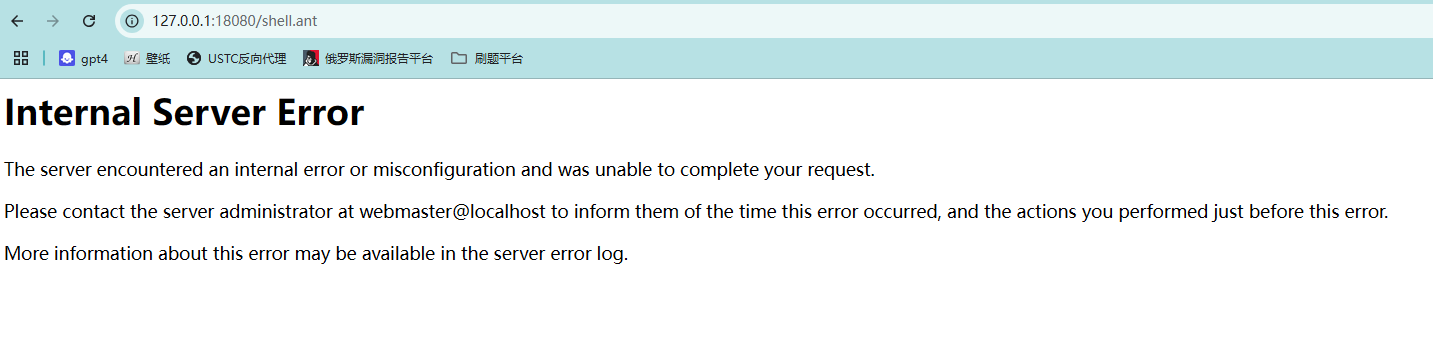 127.0.0.1:18080/shell.ant
gpt4 壁纸 USTC反向代理 俄罗斯漏洞报告平台 刷题平台
Internal Server Error
The server encountered an internal error or misconfiguration and was unable to complete your request.
Please contact the server administrator at webmaster@localhost to inform them of the time this error occurred, and the actions you performed just before this error.
More information about this error may be available in the server error log.